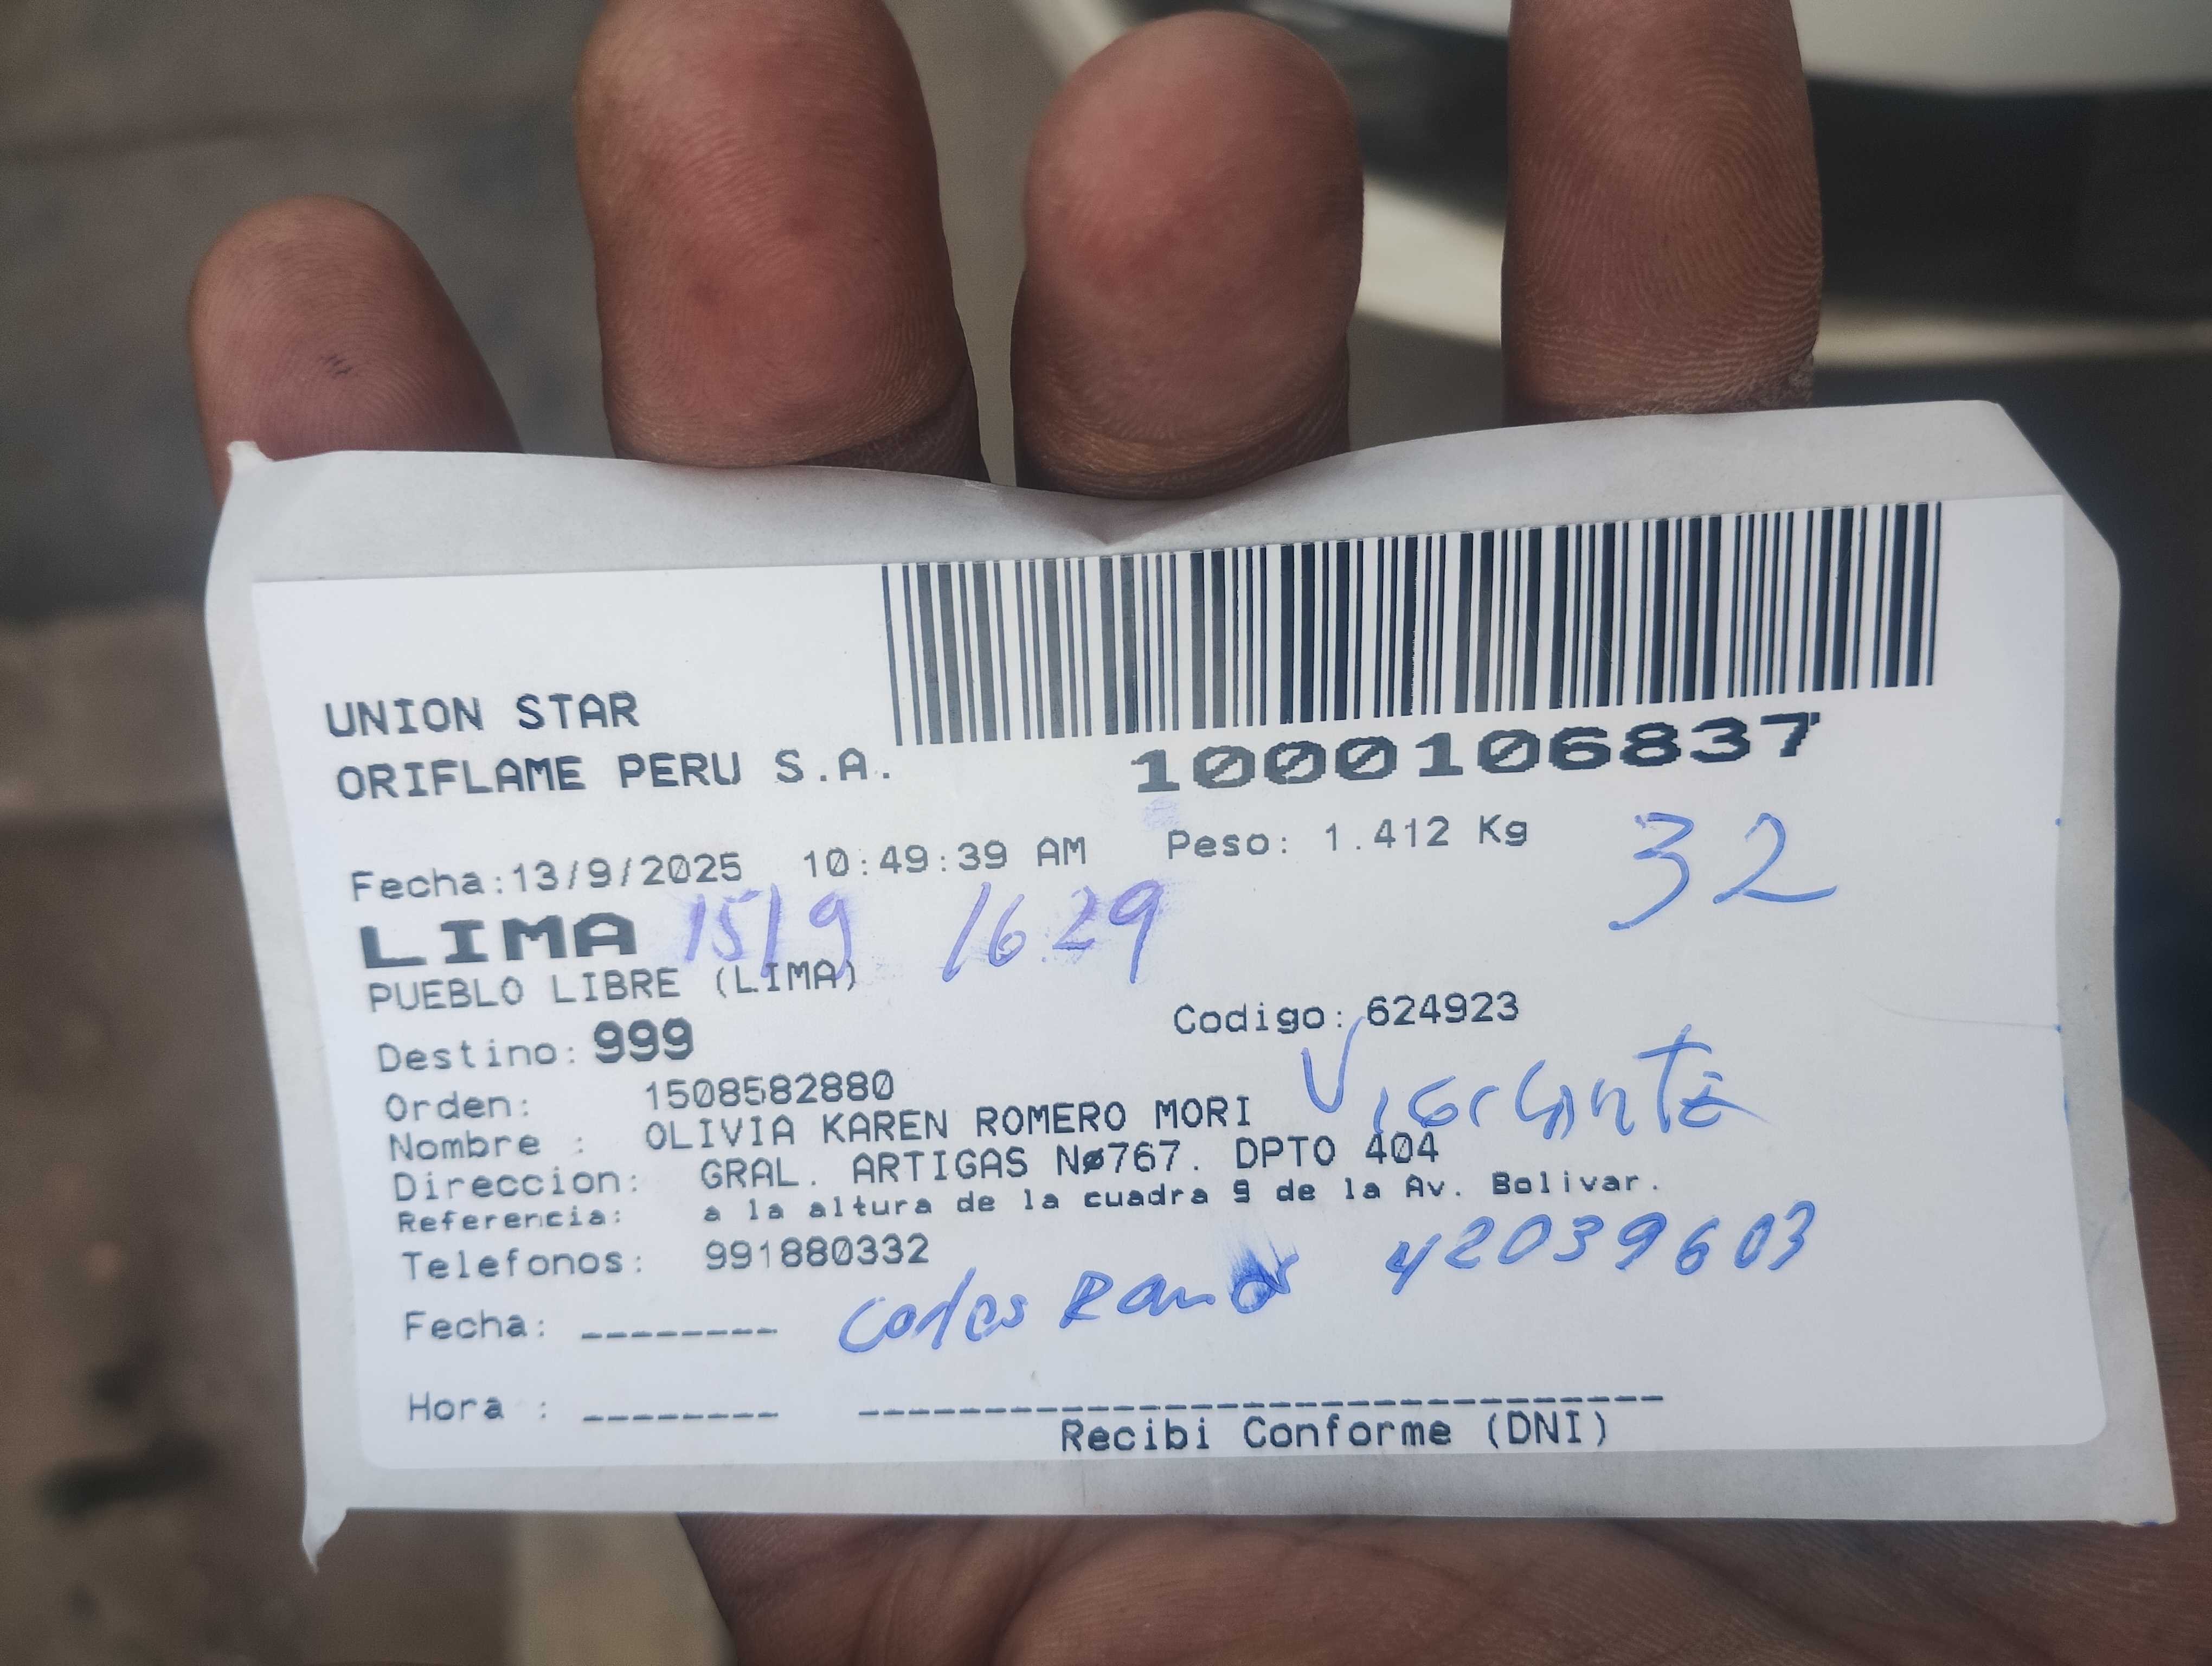 UNION STAR
ORIFLAME PERU S.A.
1000106837
Fecha:13/9/2025 10:49:39 AM Peso: 1.412 Kg
32
LIMA 15/9 16:29
PUEBLO LIBRE (LIMA)
Destino: 999 Codigo: 624923
Orden: 1508582880
Vigilante
Nombre : OLIVIA KAREN ROMERO MORI
Direccion: GRAL. ARTIGAS Nø767. DPTO 404
Referencia: a la altura de la cuadra 9 de la Av. Bolivar.
Telefonos: 991880332
Carlos 42039603
Fecha: --------
Hora : --------
Recibi Conforme (DNI)